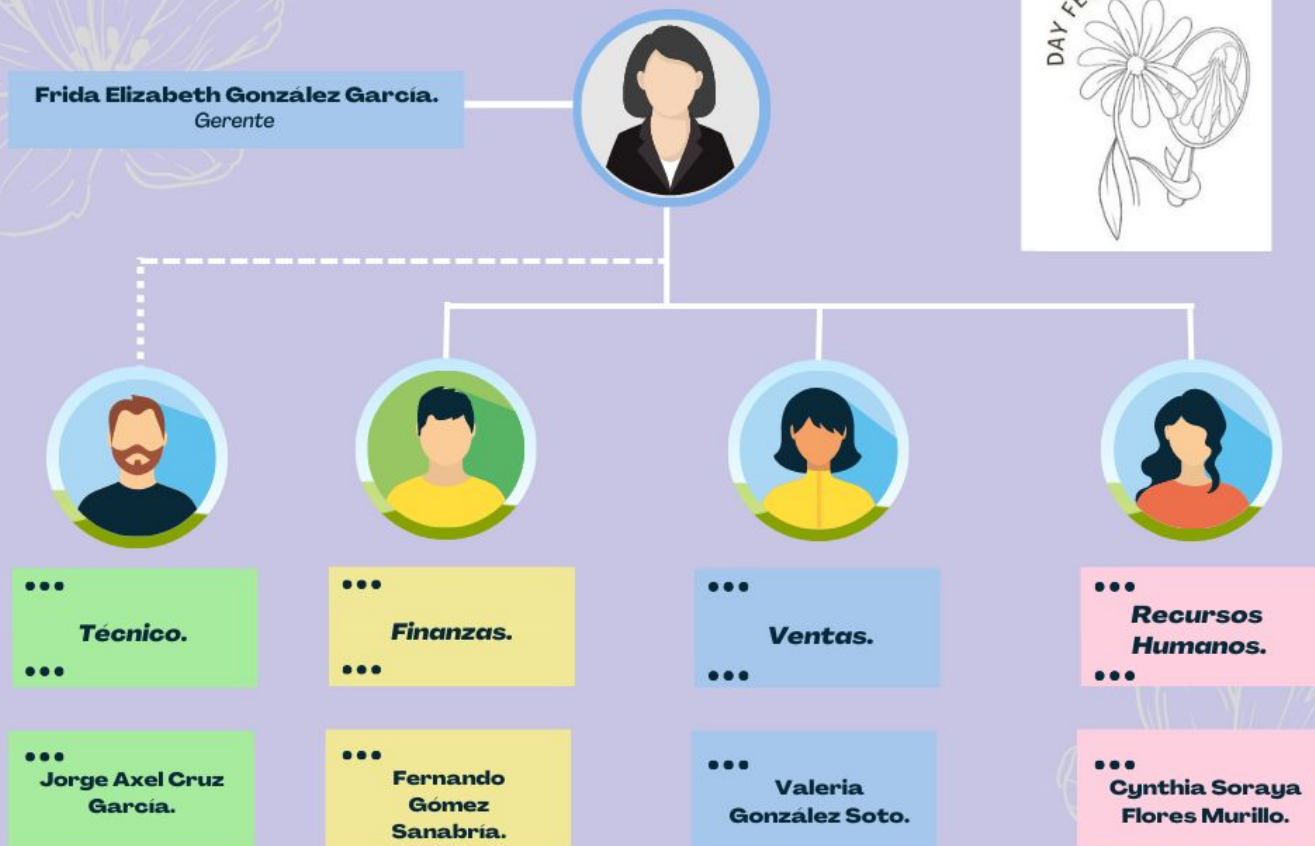 DAY
Frida Elizabeth González García.
Gerente
Técnico.
Finanzas.
Ventas.
Recursos
Humanos.
Jorge Axel Cruz
García.
Fernando
Gómez
Sanabría.
Valeria
González Soto.
Cynthia Soraya
Flores Murillo.